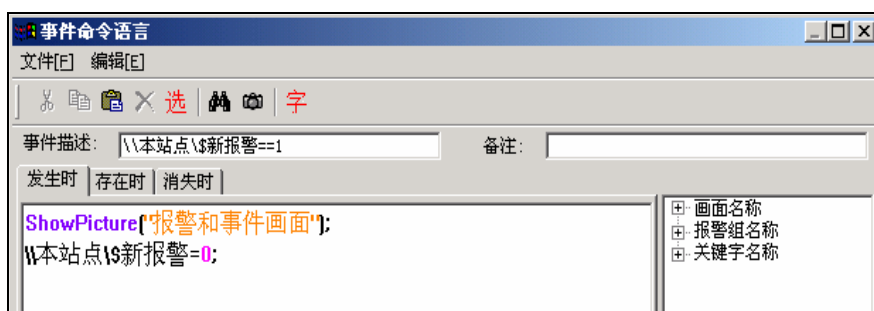 事件命令语言
文件[F] 编辑[E]
选 字
事件描述: \\本站点\$新报警==1 备注:
发生时 存在时 消失时
ShowPicture("报警和事件画面");
\\本站点\$新报警=0;
画面名称
报警组名称
关键字名称